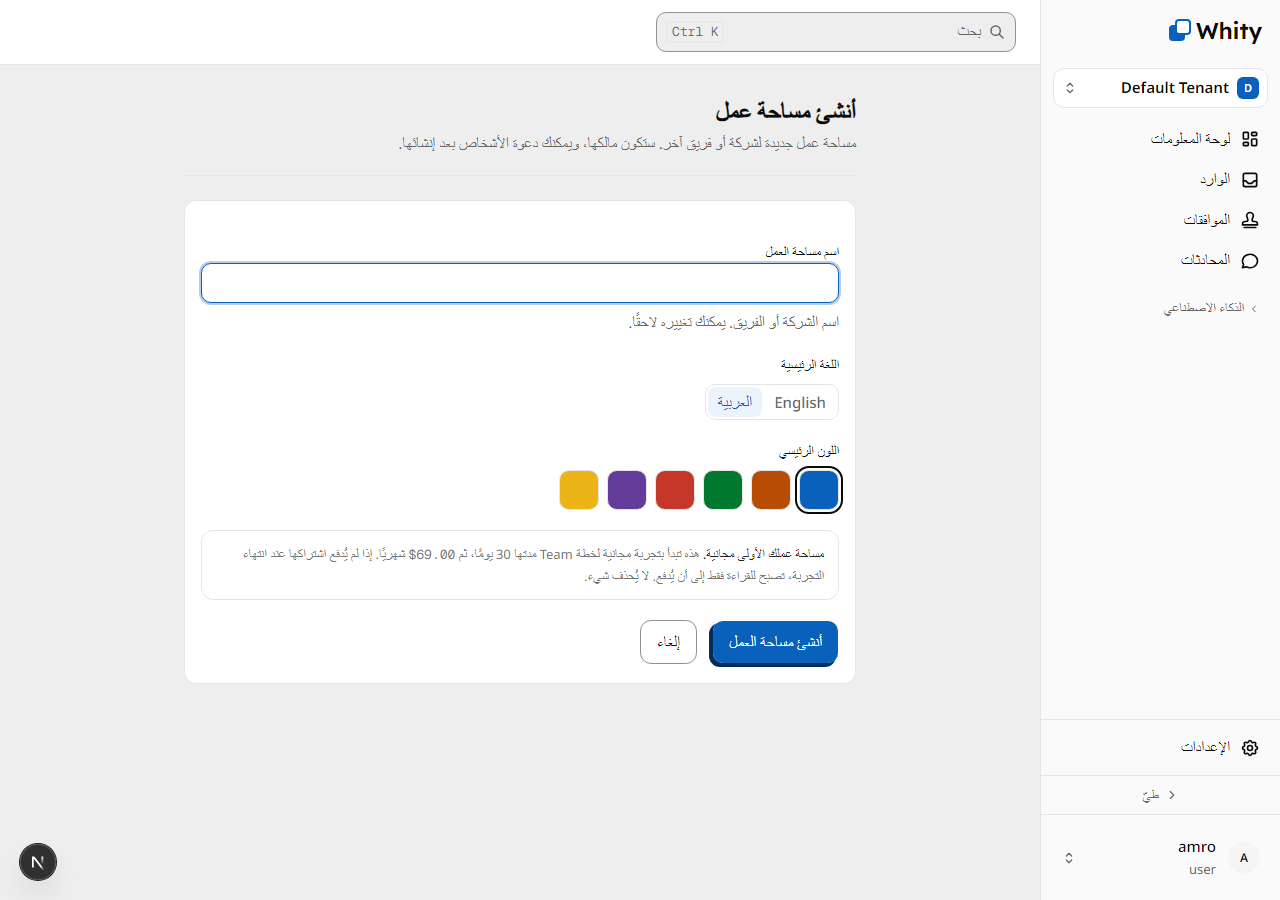 Whity
Default Tenant
D
لوحة المعلومات
الوارد
الموافقات
المحادثات
الذكاء الاصطناعي
الإعدادات
طيّ
amro
user
A
بحث
Ctrl K
أنشئ مساحة عمل
مساحة عمل جديدة لشركة أو فريق آخر. ستكون مالكها، ويمكنك دعوة الأشخاص بعد إنشائها.
اسم مساحة العمل
اسم الشركة أو الفريق. يمكنك تغييره لاحقًا.
اللغة الرئيسية
English
العربية
اللون الرئيسي
مساحة عملك الأولى مجانية. هذه تبدأ بتجربة مجانية لخطة Team مدتها 30 يومًا، ثم $69.00 شهريًا. إذا لم يُدفع اشتراكها عند انتهاء
التجربة، تصبح للقراءة فقط إلى أن يُدفع. لا يُحذف شيء.
أنشئ مساحة العمل
إلغاء
N